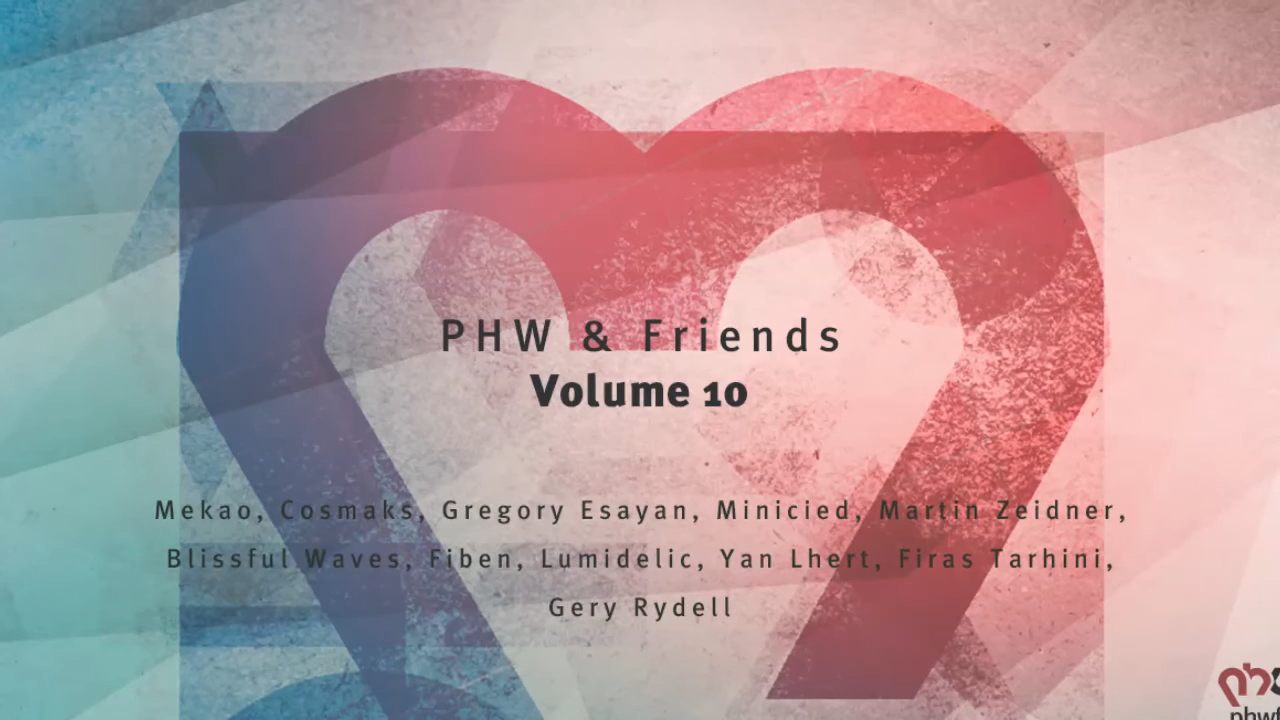 PHW & Friends
Volume 10
Mekao, Cosmaks, Gregory Esayan, Minicied, Martin Zeidner,
Blissful Waves, Fiben, Lumidelic, Yan Lhert, Firas Tarhini,
Gery Rydell